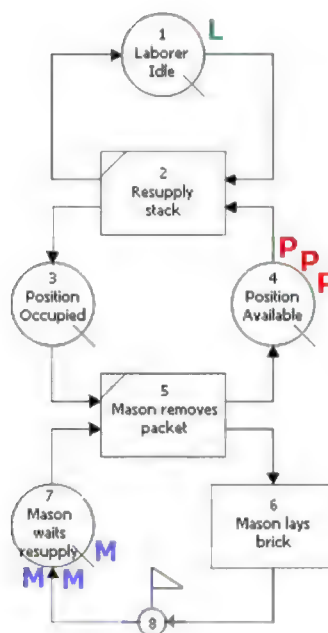 1
Laborer
Idle
L
2
Resupply
stack
3
Position
Occupied
P
P
P
4
Position
Available
5
Mason removes
packet
7
Mason
waits
resupply
M
M
M
6
Mason lays
brick
8